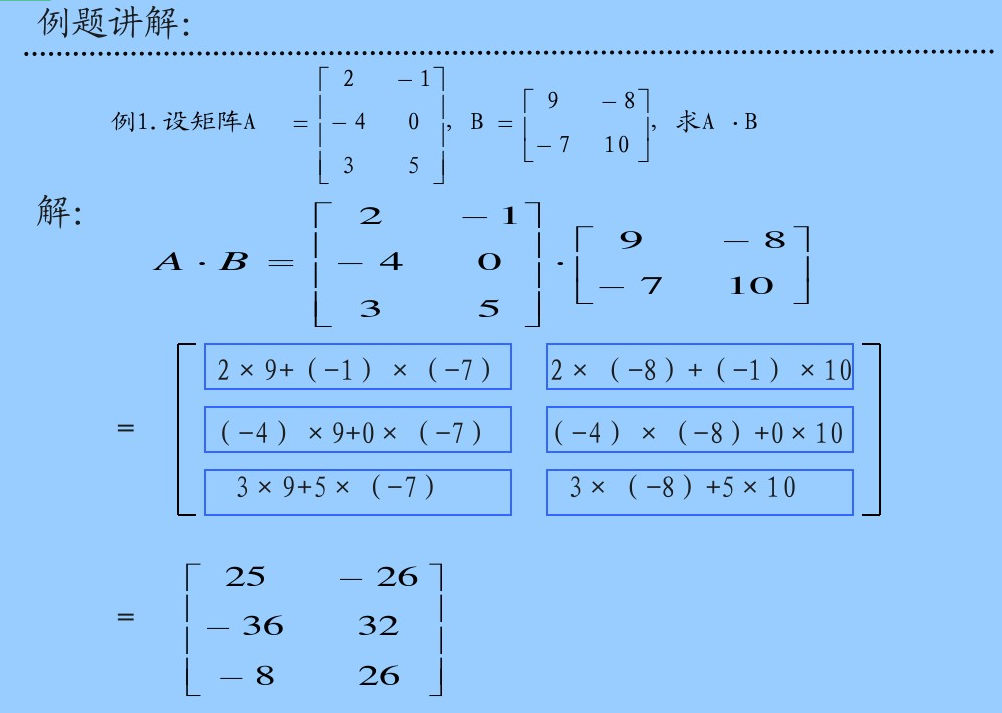 例题讲解:
例1.设矩阵A = [ 2 −1 ; −4 0 ; 3 5 ], B = [ 9 −8 ; −7 10 ], 求A ·B
解:
A · B = [ 2 −1 ; −4 0 ; 3 5 ] · [ 9 −8 ; −7 10 ]
= [ 2×9+(−1)×(−7) 2×(−8)+(−1)×10
(−4)×9+0×(−7) (−4)×(−8)+0×10
3×9+5×(−7) 3×(−8)+5×10 ]
= [ 25 −26
−36 32
−8 26 ]